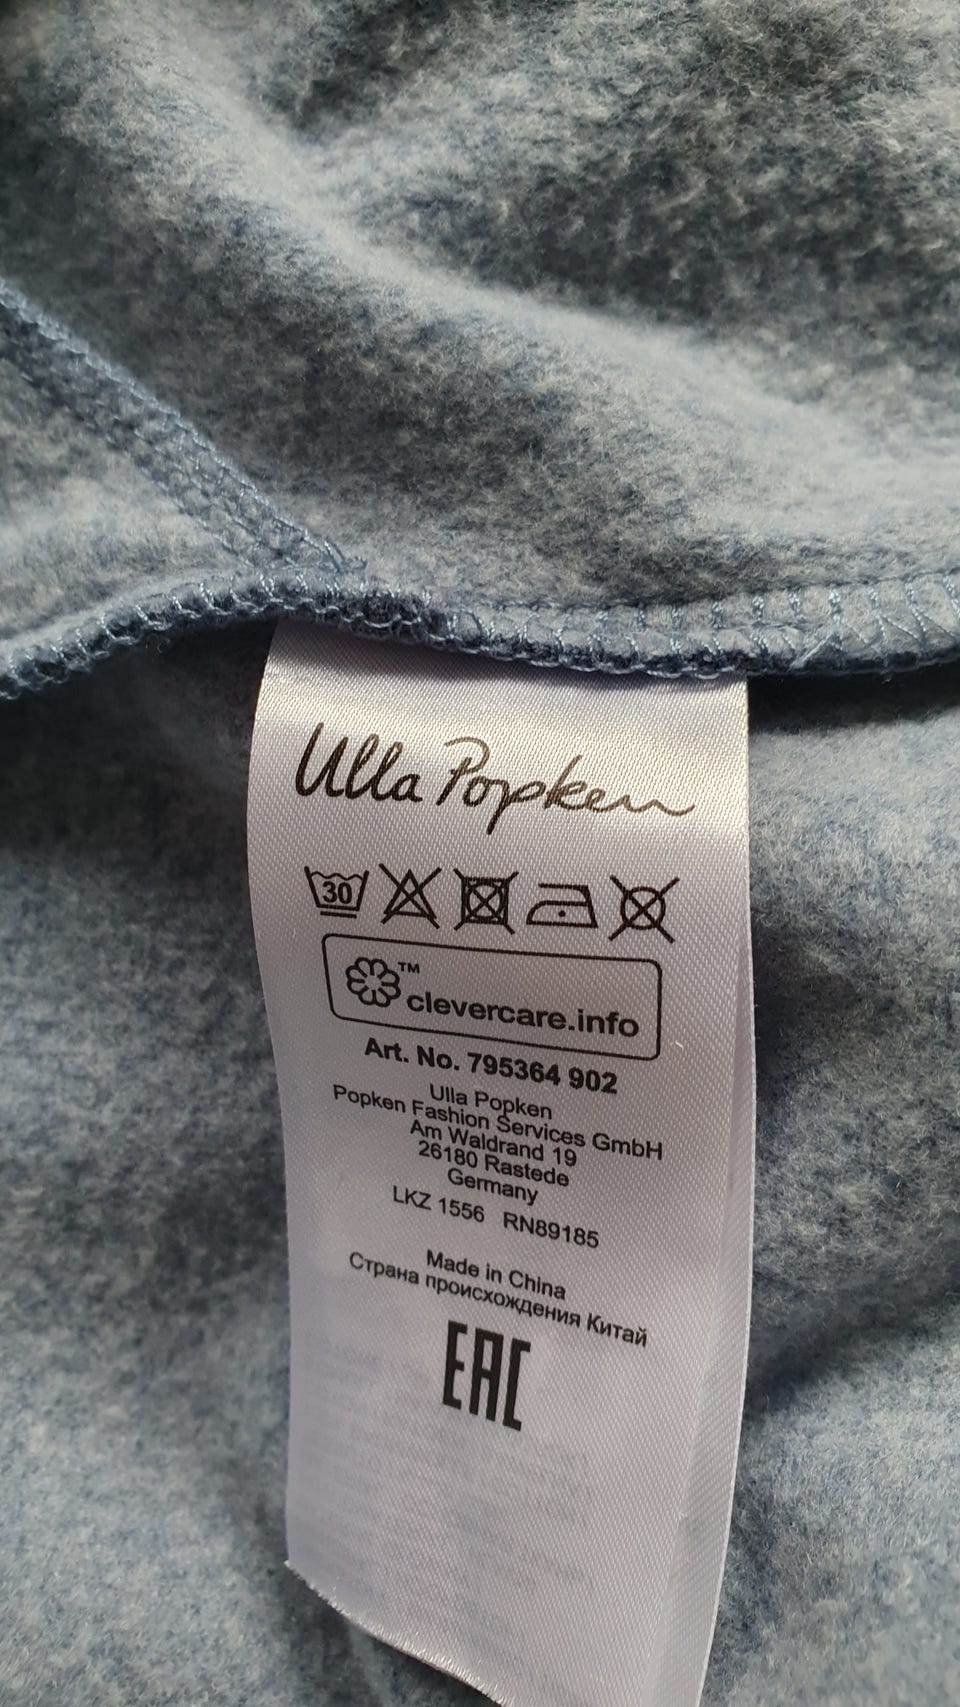 Ulla Popken
30
™
clevercare.info
Art. No. 795364 902
Ulla Popken
Popken Fashion Services GmbH
Am Waldrand 19
26180 Rastede
Germany
LKZ 1556 RN89185
Made in China
Страна происхождения Китай
EAC